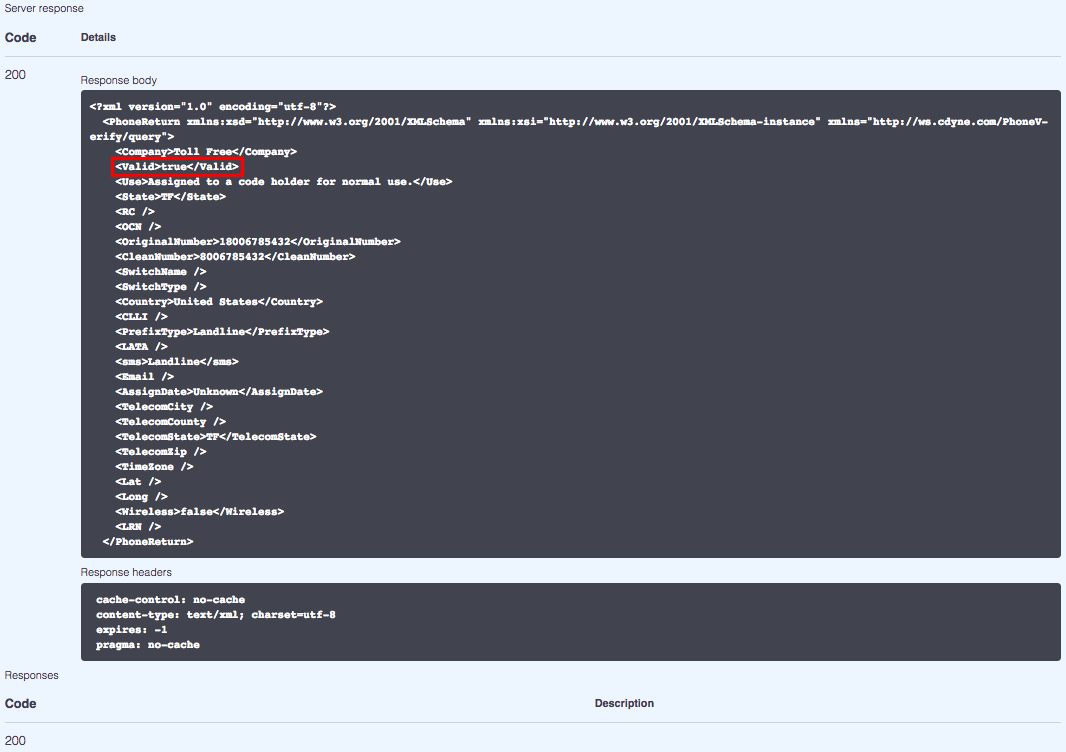 Server response
Code Details
200
Response body
<?xml version="1.0" encoding="utf-8"?>
<PhoneReturn xmlns:xsd="http://www.w3.org/2001/XMLSchema" xmlns:xsi="http://www.w3.org/2001/XMLSchema-instance" xmlns="http://ws.cdyne.com/PhoneV-
erify/query">
<Company>Toll Free</Company>
<Valid>true</Valid>
<Use>Assigned to a code holder for normal use.</Use>
<State>TF</State>
<RC />
<OCN />
<OriginalNumber>18006785432</OriginalNumber>
<CleanNumber>8006785432</CleanNumber>
<SwitchName />
<SwitchType />
<Country>United States</Country>
<CLLI />
<PrefixType>Landline</PrefixType>
<LATA />
<sms>Landline</sms>
<Email />
<AssignDate>Unknown</AssignDate>
<TelecomCity />
<TelecomCounty />
<TelecomState>TF</TelecomState>
<TelecomZip />
<TimeZone />
<Lat />
<Long />
<Wireless>false</Wireless>
<LRN />
</PhoneReturn>
Response headers
cache-control: no-cache
content-type: text/xml; charset=utf-8
expires: -1
pragma: no-cache
Responses
Code Description
200